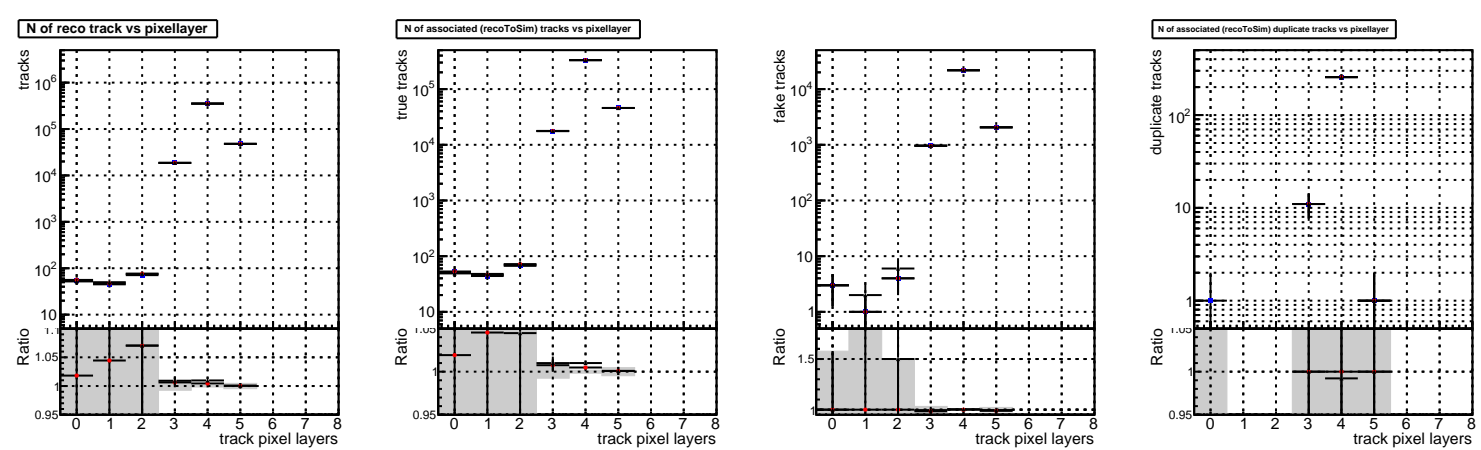 N of reco track vs pixellayer
tracks
10^6
10^5
10^4
10^3
10^2
10
Ratio
1.1
1.05
1
0.95
0 1 2 3 4 5 6 7 8
track pixel layers
N of associated (recoToSim) tracks vs pixellayer
true tracks
10^5
10^4
10^3
10^2
10
Ratio
1.05
1
0.95
0 1 2 3 4 5 6 7 8
track pixel layers
fake tracks
10^4
10^3
10^2
10
1
Ratio
1.5
1
0 1 2 3 4 5 6 7 8
track pixel layers
N of associated (recoToSim) duplicate tracks vs pixellayer
duplicate tracks
10^2
10
1
Ratio
1.05
1
0.95
0 1 2 3 4 5 6 7 8
track pixel layers